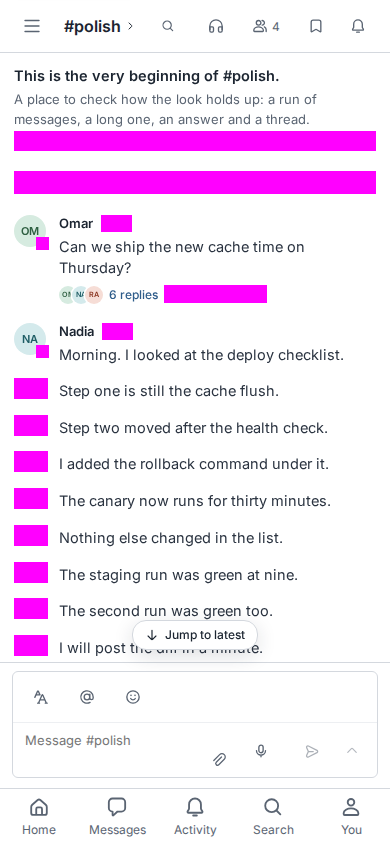 #polish
4
This is the very beginning of #polish.
A place to check how the look holds up: a run of
messages, a long one, an answer and a thread.
OM
Omar
Can we ship the new cache time on
Thursday?
RA
6 replies
NA
Nadia
Morning. I looked at the deploy checklist.
Step one is still the cache flush.
Step two moved after the health check.
I added the rollback command under it.
The canary now runs for thirty minutes.
Nothing else changed in the list.
The staging run was green at nine.
The second run was green too.
I will post the diff in a minute.
Jump to latest
Message #polish
Home
Messages
Activity
Search
You